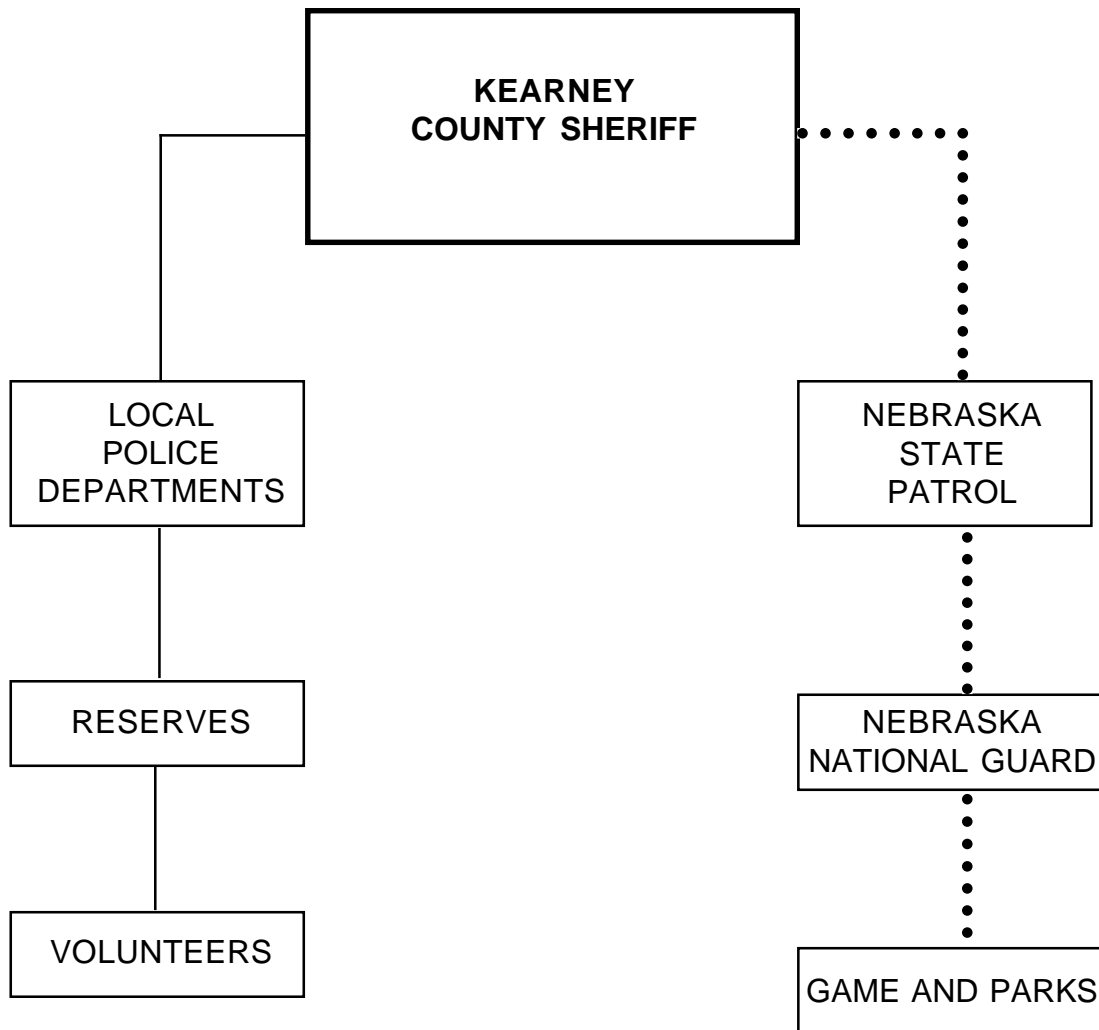 KEARNEY
COUNTY SHERIFF
LOCAL
POLICE
DEPARTMENTS
NEBRASKA
STATE
PATROL
RESERVES
NEBRASKA
NATIONAL GUARD
VOLUNTEERS
GAME AND PARKS